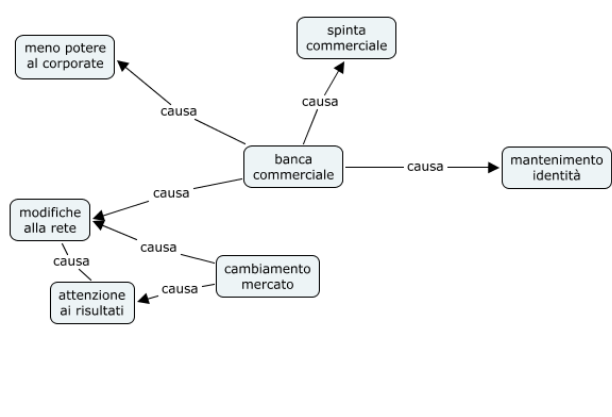 spinta
commerciale
meno potere
al corporate
causa
causa
banca
commerciale
causa
mantenimento
identità
causa
modifiche
alla rete
causa
causa
cambiamento
mercato
causa
attenzione
ai risultati